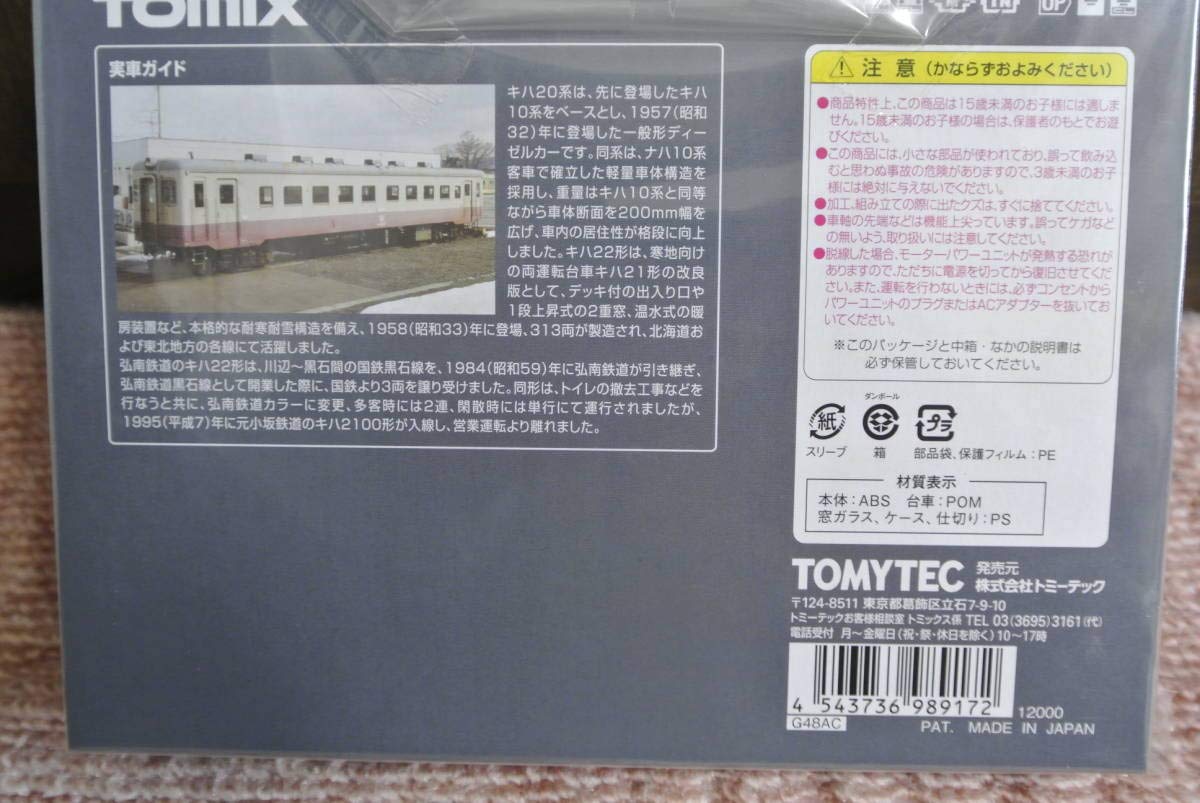 TOMIX
実車ガイド
キハ20系は、先に登場したキハ
10系をベースとし、1957(昭和
32)年に登場した一般形ディー
ゼルカーです。同系は、ナハ10系
客車で確立した軽量車体構造を
採用し、重量はキハ10系と同等
ながら車体断面を200mm幅を
広げ、車内の居住性が格段に向上
しました。キハ22形は、寒地向け
の両運転台車キハ21形の改良
版として、デッキ付の出入り口や
1段上昇式の2重窓、温水式の暖
房装置など、本格的な耐寒耐雪構造を備え、1958(昭和33)年に登場、313両が製造され、北海道お
よび東北地方の各線にて活躍しました。
弘南鉄道のキハ22形は、川辺〜黒石間の国鉄黒石線を、1984(昭和59)年に弘南鉄道が引き継ぎ、
弘南鉄道黒石線として開業した際に、国鉄より3両を譲り受けました。同形は、トイレの撤去工事などを
行なうと共に、弘南鉄道カラーに変更、多客時には2連、閑散時には単行にて運行されましたが、
1995(平成7)年に元小坂鉄道のキハ2100形が入線し、営業運転より離れました。
UP
注 意 (かならずおよみください)
●商品特性上、この商品は15歳未満のお子様には適しま
せん。15歳未満のお子様の場合は、保護者のもとでお遊
びください。
●この商品には、小さな部品が使われており、誤って飲み込
むと思わぬ事故の危険がありますので、3歳未満のお子
様には絶対に与えないでください。
●加工、組み立ての際に出たクズは、すぐに捨ててください。
●車軸の先端などは機能上尖っています。誤ってケガなど
の無いよう、取り扱いには注意してください。
●脱線した場合、モーターやパワーユニットが発熱する恐れが
ありますので、ただちに電源を切ってから復旧させてくだ
さい。また、運転を行わないときには、必ずコンセントから
パワーユニットのプラグまたはACアダプターを抜いてお
いてください。
※このパッケージと中箱・なかの説明書は
必ず保管しておいてください。
ダンボール
紙 プラ
スリーブ 箱 部品袋、保護フィルム：PE
材質表示
本体：ABS 台車：POM
窓ガラス、ケース、仕切り：PS
TOMYTEC 発売元 株式会社トミーテック
〒124-8511 東京都葛飾区立石7-9-10
トミーテックお客様相談室 トミックス係 TEL 03(3695)3161(代)
電話受付 月〜金曜日(祝・祭・休日を除く)10〜17時
4 543736 989172
12000
G48AC
PAT. MADE IN JAPAN